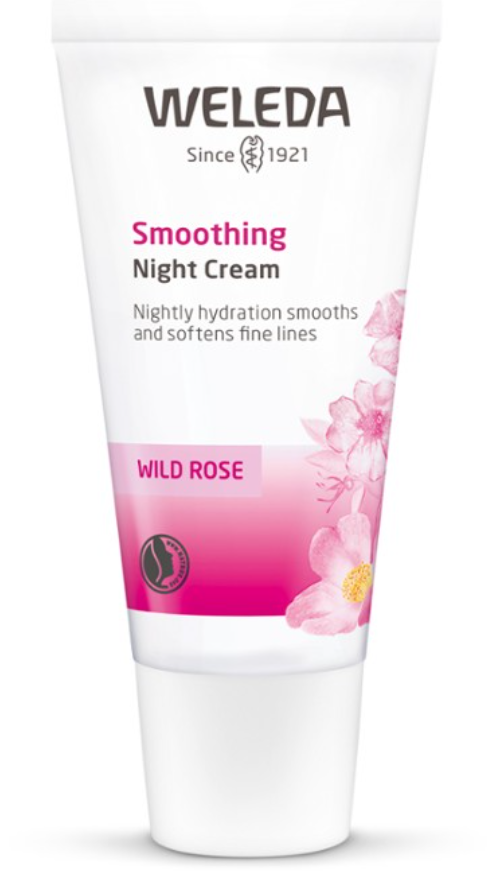 WELEDA
Since 1921
Smoothing
Night Cream
Nightly hydration smooths
and softens fine lines
WILD ROSE